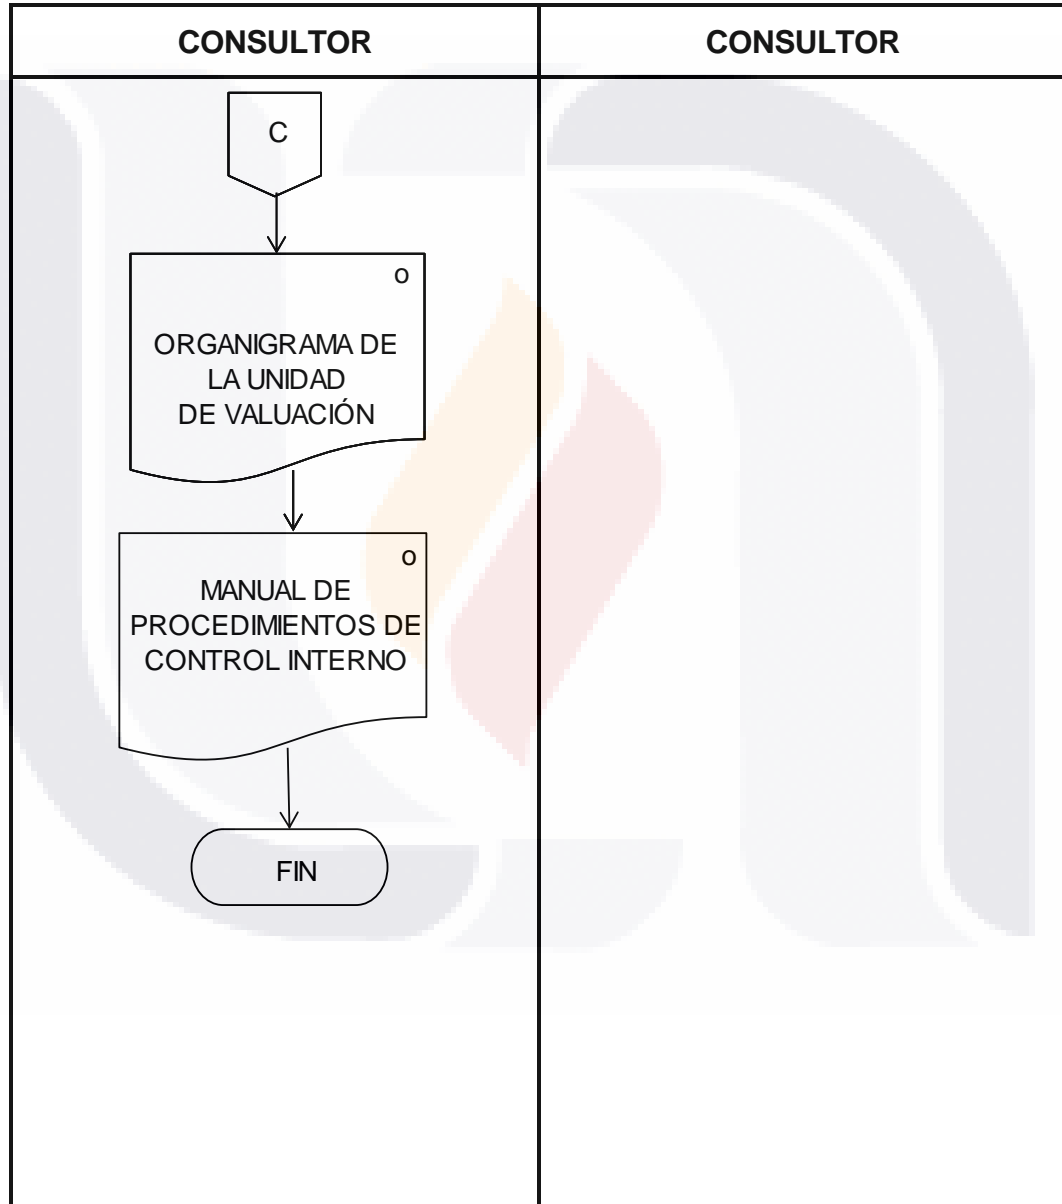 CONSULTOR
CONSULTOR
C
o
ORGANIGRAMA DE
LA UNIDAD
DE VALUACIÓN
o
MANUAL DE
PROCEDIMIENTOS DE
CONTROL INTERNO
FIN